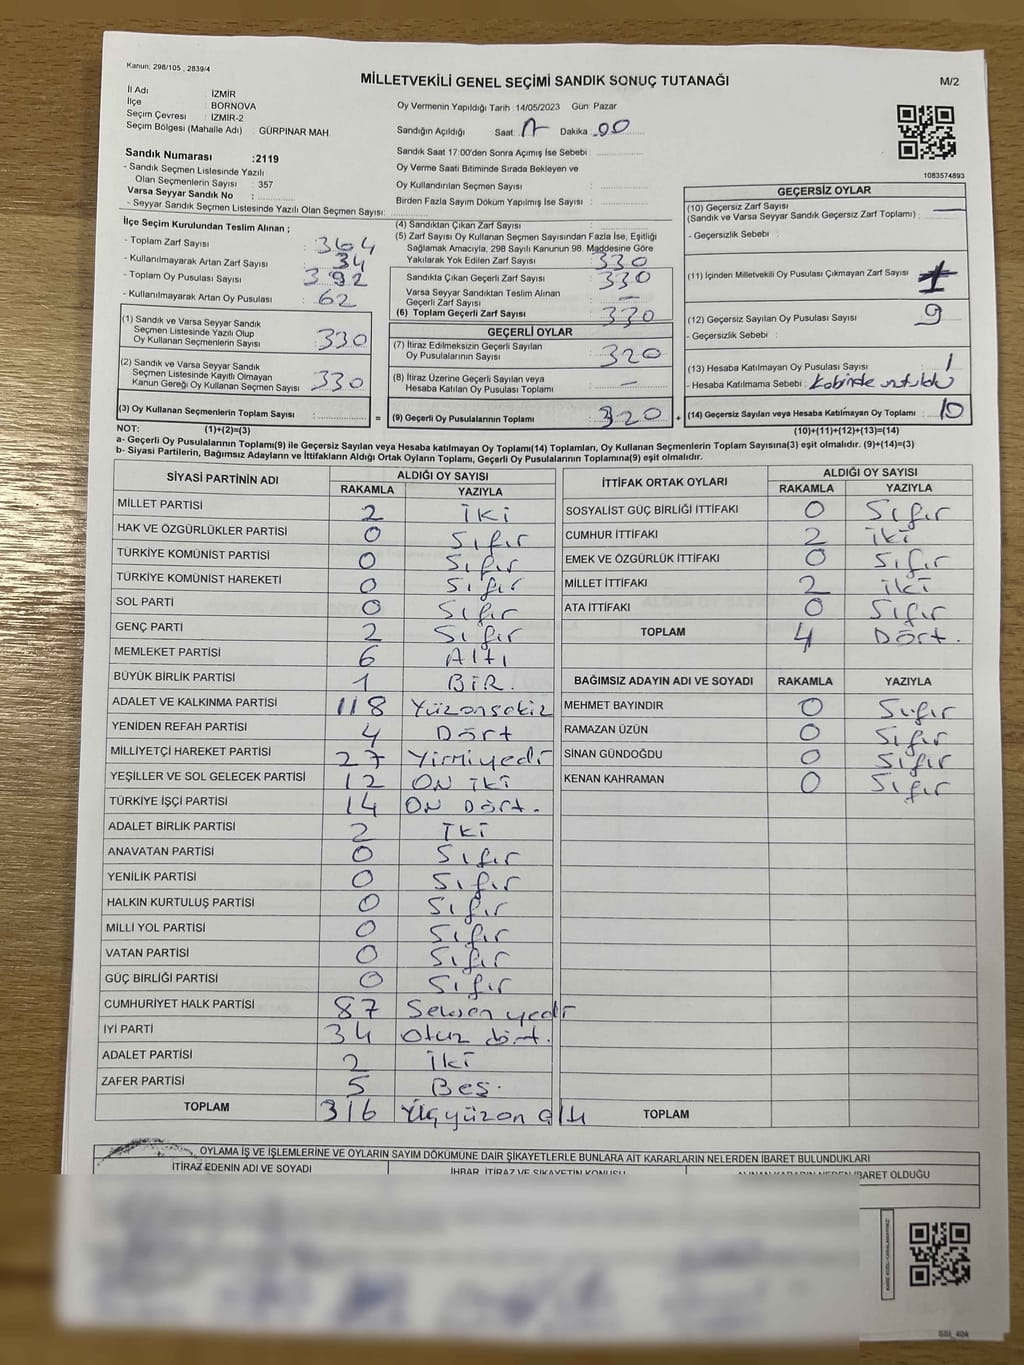 Kanun: 298/105 , 2839/4
MİLLETVEKİLİ GENEL SEÇİMİ SANDIK SONUÇ TUTANAĞI
M/2
İl Adı : İZMİR
İlçe : BORNOVA
Seçim Çevresi : İZMİR-2
Seçim Bölgesi (Mahalle Adı) : GÜRPINAR MAH.
Oy Vermenin Yapıldığı Tarih :14/05/2023 Gün: Pazar
Sandığın Açıldığı Saat: Dakika: 00
Sandık Saat 17:00'den Sonra Açımış İse Sebebi :
Oy Verme Saati Bitiminde Sırada Bekleyen ve
Oy Kullandırılan Seçmen Sayısı :
Birden Fazla Sayım Döküm Yapılmış İse Sayısı :
1083574893
Sandık Numarası :2119
- Sandık Seçmen Listesinde Yazılı
Olan Seçmenlerin Sayısı : 357
Varsa Seyyar Sandık No :
- Seyyar Sandık Seçmen Listesinde Yazılı Olan Seçmen Sayısı:
İlçe Seçim Kurulundan Teslim Alınan ;
- Toplam Zarf Sayısı : 364
- Kullanılmayarak Artan Zarf Sayısı : 34
- Toplam Oy Pusulası Sayısı : 392
- Kullanılmayarak Artan Oy Pusulası : 62
(1) Sandık ve Varsa Seyyar Sandık
Seçmen Listesinde Yazılı Olup
Oy Kullanan Seçmenlerin Sayısı : 330
(2) Sandık ve Varsa Seyyar Sandık
Seçmen Listesinde Kayıtlı Olmayan
Kanun Gereği Oy Kullanan Seçmen Sayısı : 330
(3) Oy Kullanan Seçmenlerin Toplam Sayısı :
(4) Sandıktan Çıkan Zarf Sayısı :
(5) Zarf Sayısı Oy Kullanan Seçmen Sayısından Fazla İse, Eşitliği
Sağlamak Amacıyla, 298 Sayılı Kanunun 98. Maddesine Göre
Yakılarak Yok Edilen Zarf Sayısı : 330
Sandıkta Çıkan Geçerli Zarf Sayısı : 330
Varsa Seyyar Sandıktan Teslim Alınan
Geçerli Zarf Sayısı : —
(6) Toplam Geçerli Zarf Sayısı : 330
GEÇERLİ OYLAR
(7) İtiraz Edilmeksizin Geçerli Sayılan
Oy Pusulalarının Sayısı : 320
(8) İtiraz Üzerine Geçerli Sayılan veya
Hesaba Katılan Oy Pusulası Toplamı : —
= (9) Geçerli Oy Pusulalarının Toplamı : 320
GEÇERSİZ OYLAR
(10) Geçersiz Zarf Sayısı : —
(Sandık ve Varsa Seyyar Sandık Geçersiz Zarf Toplamı)
- Geçersizlik Sebebi :
(11) İçinden Milletvekili Oy Pusulası Çıkmayan Zarf Sayısı :
(12) Geçersiz Sayılan Oy Pusulası Sayısı : 9
- Geçersizlik Sebebi :
(13) Hesaba Katılmayan Oy Pusulası Sayısı : 1
- Hesaba Katılmama Sebebi : Kabinde unutuldu
+ (14) Geçersiz Sayılan veya Hesaba Katılmayan Oy Toplamı : 10
NOT: (1)+(2)=(3) (10)+(11)+(12)+(13)=(14)
a- Geçerli Oy Pusulalarının Toplamı(9) ile Geçersiz Sayılan veya Hesaba katılmayan Oy Toplamı(14) Toplamları, Oy Kullanan Seçmenlerin Toplam Sayısına(3) eşit olmalıdır. (9)+(14)=(3)
b- Siyasi Partilerin, Bağımsız Adayların ve İttifakların Aldığı Ortak Oyların Toplamı, Geçerli Oy Pusulalarının Toplamına(9) eşit olmalıdır.
SİYASİ PARTİNİN ADI ALDIĞI OY SAYISI
RAKAMLA YAZIYLA
MİLLET PARTİSİ 2 iki
HAK VE ÖZGÜRLÜKLER PARTİSİ 0 Sıfır
TÜRKİYE KOMÜNİST PARTİSİ 0 Sıfır
TÜRKİYE KOMÜNİST HAREKETİ 0 Sıfır
SOL PARTİ 0 Sıfır
GENÇ PARTİ 2 Sıfır
MEMLEKET PARTİSİ 6 Altı
BÜYÜK BİRLİK PARTİSİ 1 BİR.
ADALET VE KALKINMA PARTİSİ 118 Yüzonsekiz
YENİDEN REFAH PARTİSİ 4 Dört
MİLLİYETÇİ HAREKET PARTİSİ 27 Yirmiyedi
YEŞİLLER VE SOL GELECEK PARTİSİ 12 ON iki
TÜRKİYE İŞÇİ PARTİSİ 14 ON Dört.
ADALET BİRLİK PARTİSİ 2 İki
ANAVATAN PARTİSİ 0 Sıfır
YENİLİK PARTİSİ 0 Sıfır
HALKIN KURTULUŞ PARTİSİ 0 Sıfır
MİLLİ YOL PARTİSİ 0 Sıfır
VATAN PARTİSİ 0 Sıfır
GÜÇ BİRLİĞİ PARTİSİ 0 Sıfır
CUMHURİYET HALK PARTİSİ 87 Seksen yedi
İYİ PARTİ 34 Otuz dört.
ADALET PARTİSİ 2 iki
ZAFER PARTİSİ 5 Beş.
TOPLAM 316 Üçyüzon altı
İTTİFAK ORTAK OYLARI ALDIĞI OY SAYISI
RAKAMLA YAZIYLA
SOSYALİST GÜÇ BİRLİĞİ İTTİFAKI 0 Sıfır
CUMHUR İTTİFAKI 2 iki
EMEK VE ÖZGÜRLÜK İTTİFAKI 0 Sıfır
MİLLET İTTİFAKI 2 iki
ATA İTTİFAKI 0 Sıfır
TOPLAM 4 Dört.
BAĞIMSIZ ADAYIN ADI VE SOYADI RAKAMLA YAZIYLA
MEHMET BAYINDIR 0 Sıfır
RAMAZAN ÜZÜN 0 Sıfır
SİNAN GÜNDOĞDU 0 Sıfır
KENAN KAHRAMAN 0 Sıfır
TOPLAM
OYLAMA İŞ VE İŞLEMLERİNE VE OYLARIN SAYIM DÖKÜMÜNE DAİR ŞİKAYETLERLE BUNLARA AİT KARARLARIN NELERDEN İBARET BULUNDUKLARI
İTİRAZ EDENİN ADI VE SOYADI İHBAR, İTİRAZ VE ŞİKAYETİN KONUSU ALINAN KARARIN NEDEN İBARET OLDUĞU